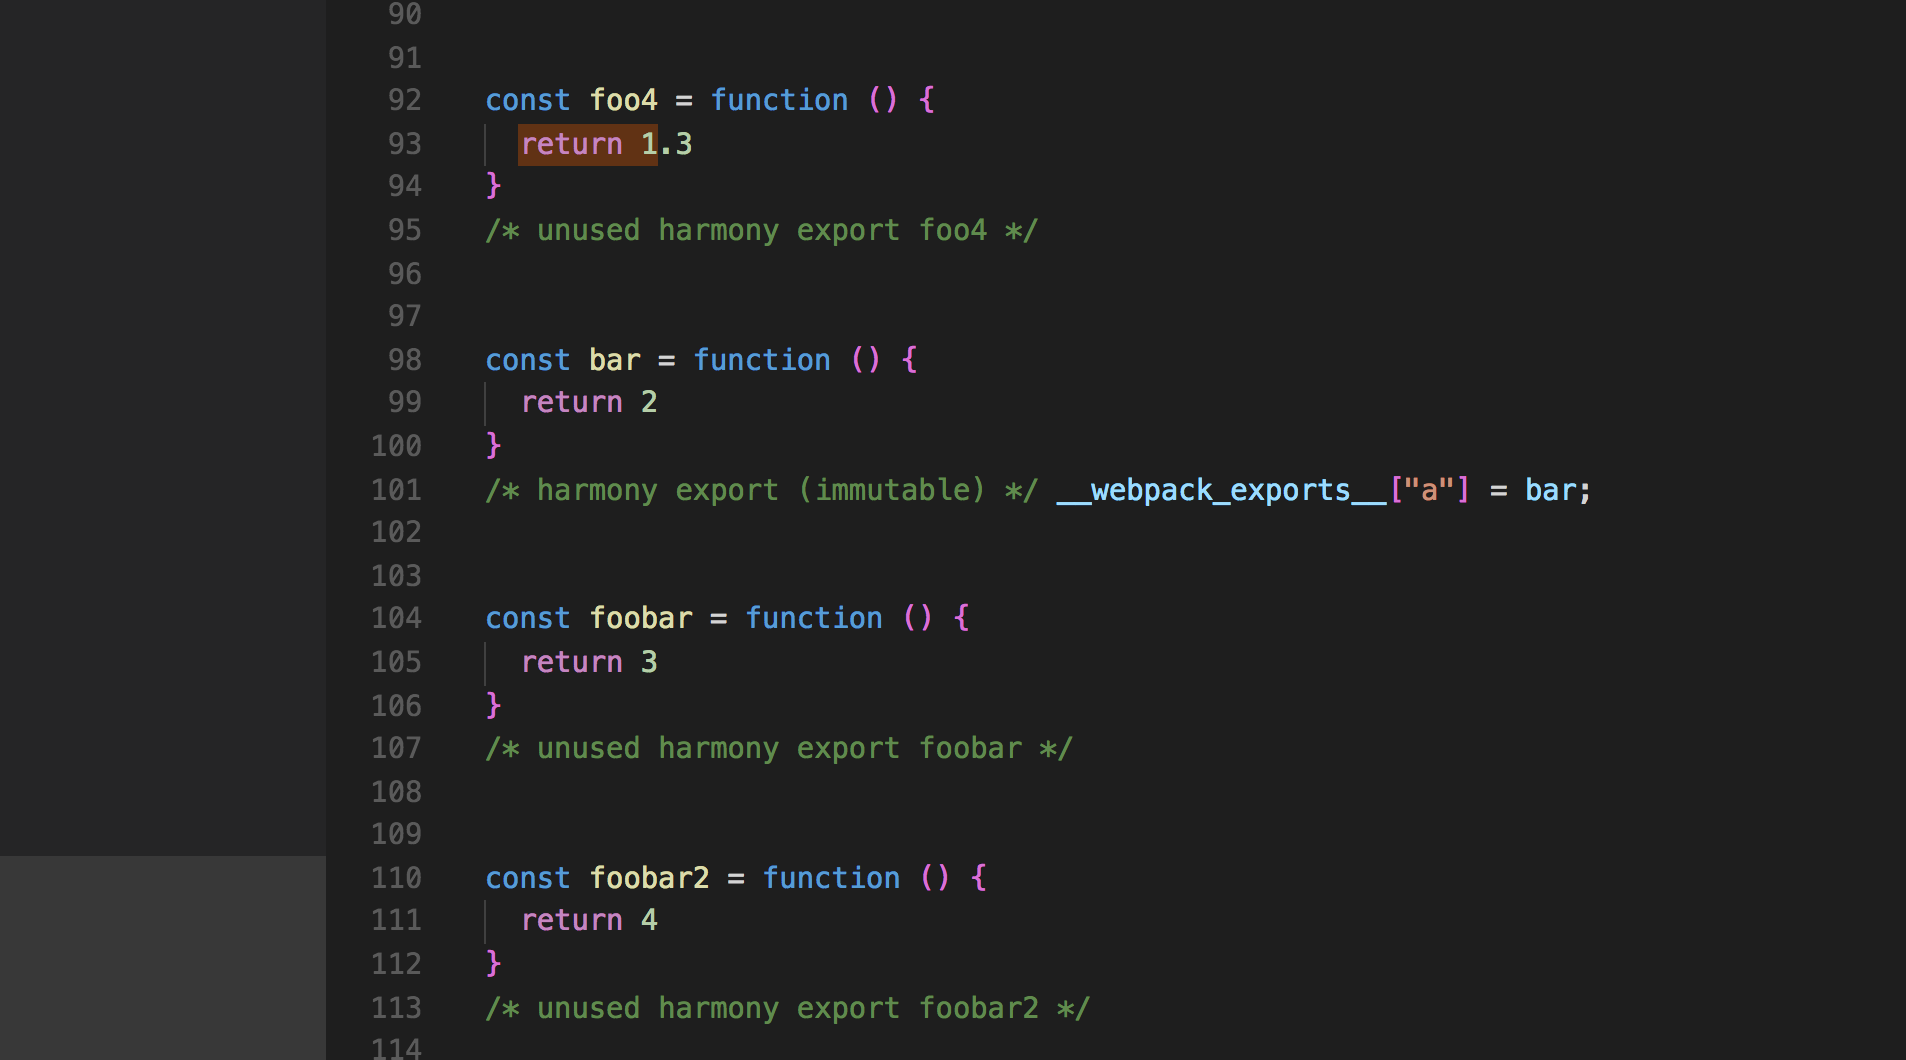 90
91
92 const foo4 = function () {
93 return 1.3
94 }
95 /* unused harmony export foo4 */
96
97
98 const bar = function () {
99 return 2
100 }
101 /* harmony export (immutable) */ __webpack_exports__["a"] = bar;
102
103
104 const foobar = function () {
105 return 3
106 }
107 /* unused harmony export foobar */
108
109
110 const foobar2 = function () {
111 return 4
112 }
113 /* unused harmony export foobar2 */
114